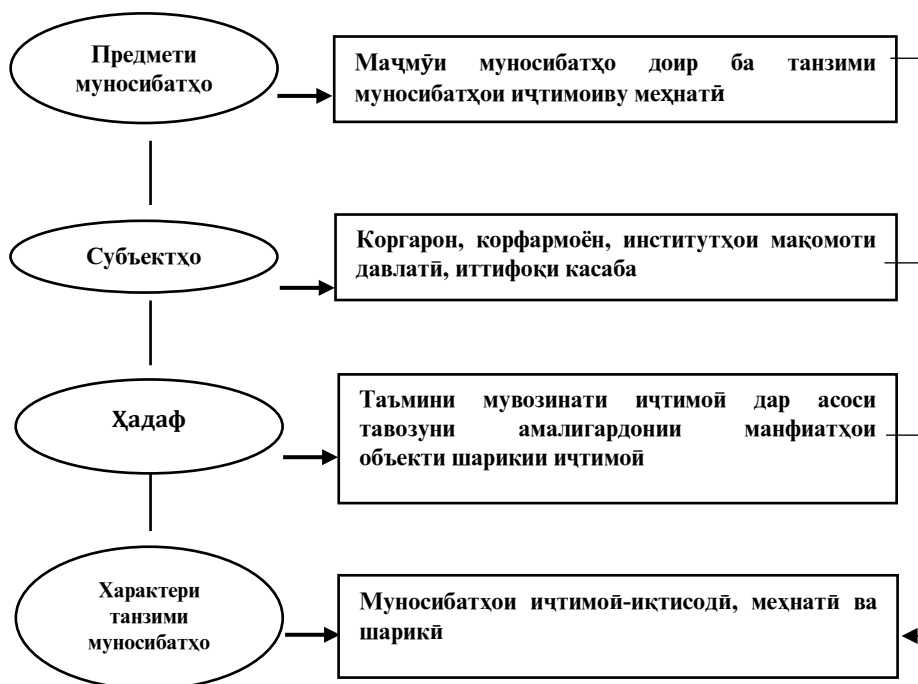 Предмети
муносибатҳо
Маҷмӯи муносибатҳо доир ба танзими
муносибатҳои иҷтимоиву меҳнатӣ
Субъектҳо
Коргарон, корфармоён, институтҳои мақомоти
давлатӣ, иттифоқи касаба
Ҳадаф
Таъмини мувозинати иҷтимоӣ дар асоси
тавозуни амалигардонии манфиатҳои
объекти шарикии иҷтимоӣ
Характери
танзими
муносибатҳо
Муносибатҳои иҷтимоӣ-иқтисодӣ, меҳнатӣ ва
шарикӣ